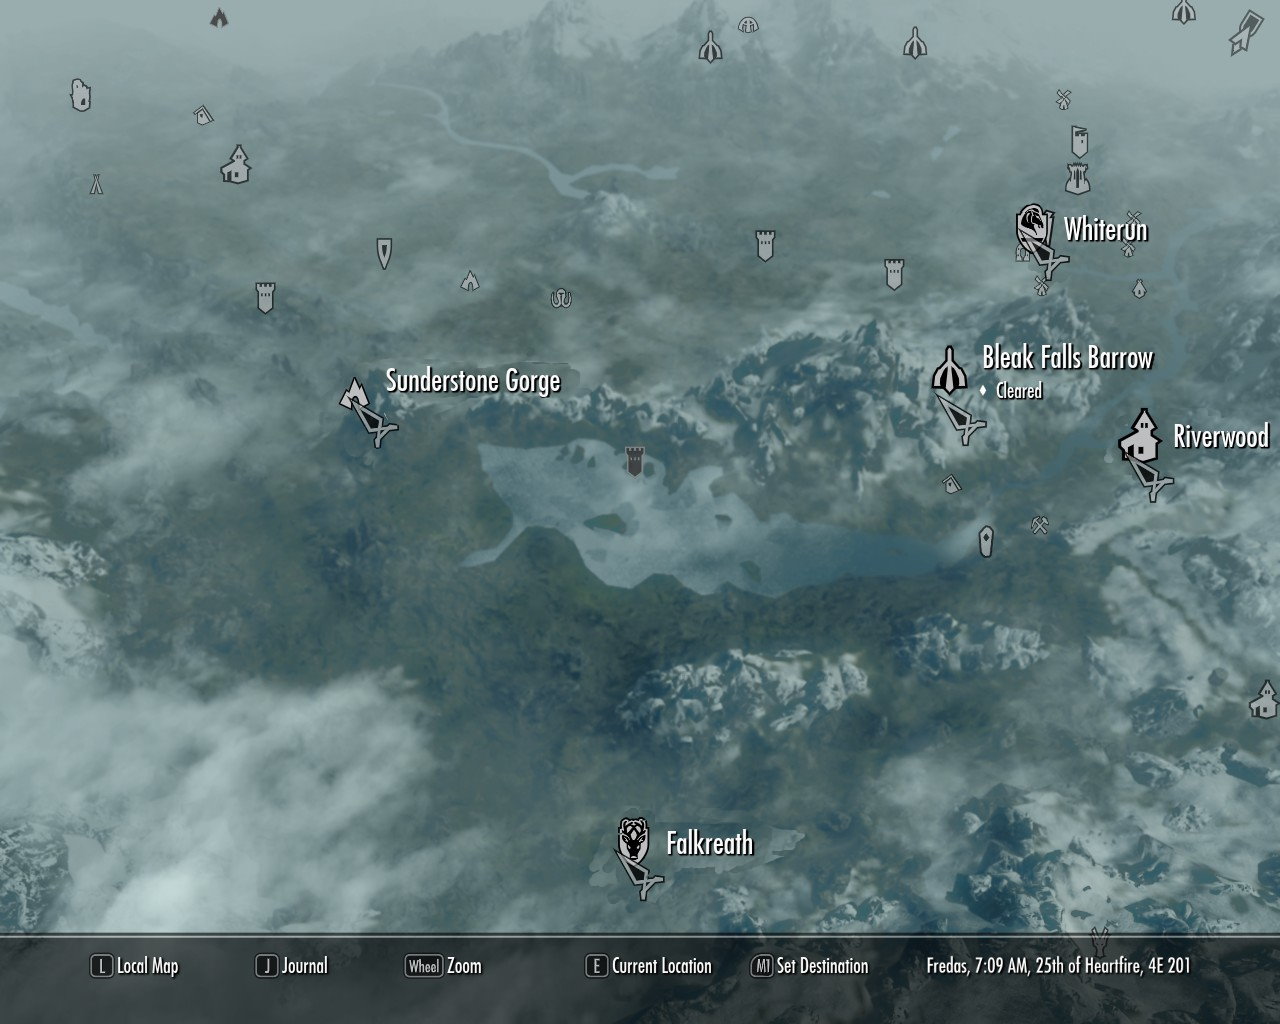 Whiterun
Bleak Falls Barrow
Cleared
Sunderstone Gorge
Riverwood
Falkreath
L Local Map
J Journal
Wheel Zoom
E Current Location
M1 Set Destination
Fredas, 7:09 AM, 25th of Heartfire, 4E 201